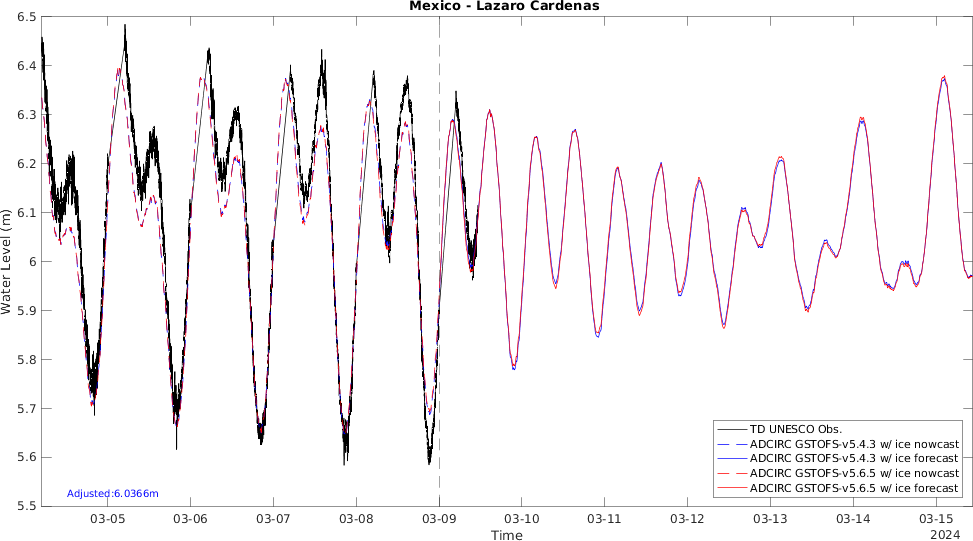 Mexico - Lazaro Cardenas
6.5
6.4
6.3
6.2
6.1
6
5.9
5.8
5.7
5.6
5.5
Water Level (m)
Adjusted:6.0366m
TD UNESCO Obs.
ADCIRC GSTOFS-v5.4.3 w/ ice nowcast
ADCIRC GSTOFS-v5.4.3 w/ ice forecast
ADCIRC GSTOFS-v5.6.5 w/ ice nowcast
ADCIRC GSTOFS-v5.6.5 w/ ice forecast
03-05 03-06 03-07 03-08 03-09 03-10 03-11 03-12 03-13 03-14 03-15
Time
2024